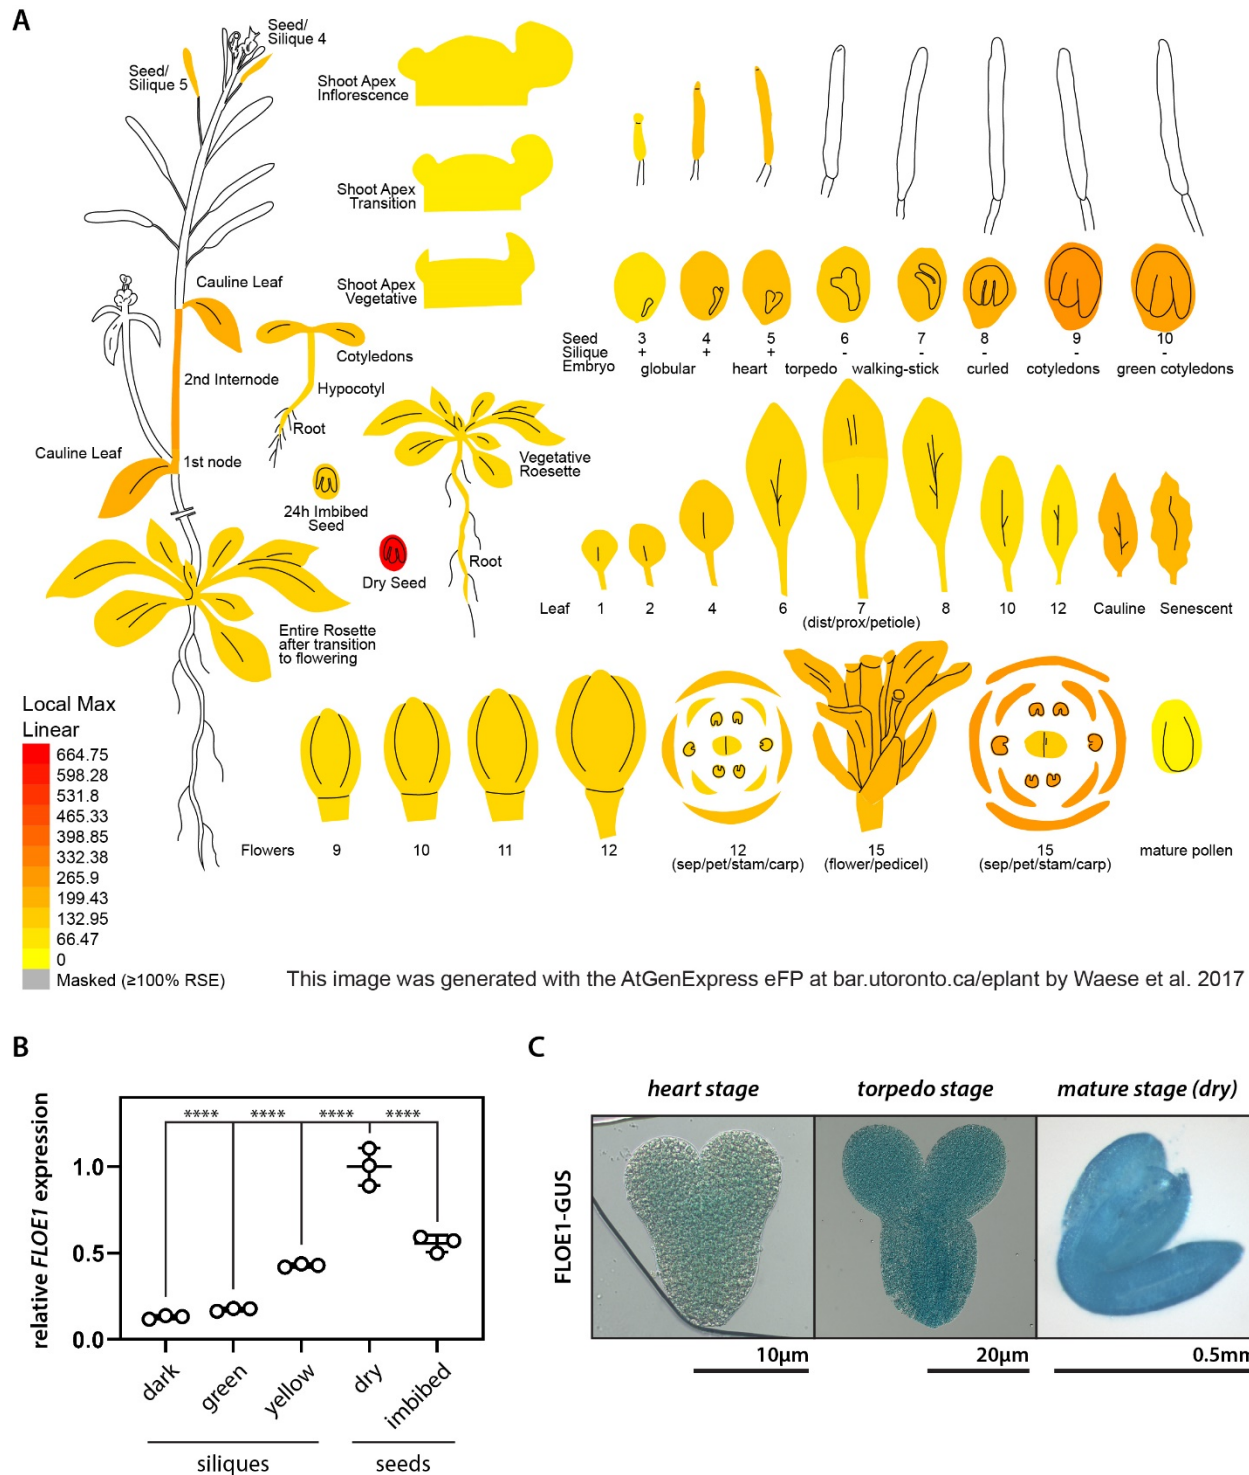 A
Seed/
Silique 4
Seed/
Silique 5
Shoot Apex
Inflorescence
Shoot Apex
Transition
Shoot Apex
Vegetative
Cauline Leaf
Cotyledons
2nd Internode
Hypocotyl
Root
Cauline Leaf
1st node
Vegetative
Roesette
24h Imbibed
Seed
Dry Seed
Root
Entire Rosette
after transition
to flowering
Seed 3 4 5 6 7 8 9 10
Silique + + + - - - - -
Embryo globular heart torpedo walking-stick curled cotyledons green cotyledons
Leaf 1 2 4 6 7 8 10 12 Cauline Senescent
(dist/prox/petiole)
Flowers 9 10 11 12 12 15 15 mature pollen
(sep/pet/stam/carp) (flower/pedicel) (sep/pet/stam/carp)
Local Max
Linear
664.75
598.28
531.8
465.33
398.85
332.38
265.9
199.43
132.95
66.47
0
Masked (≥100% RSE)
This image was generated with the AtGenExpress eFP at bar.utoronto.ca/eplant by Waese et al. 2017
B
relative FLOE1 expression
**** **** **** ****
1.0
0.5
0.0
dark green yellow dry imbibed
siliques seeds
C
heart stage torpedo stage mature stage (dry)
FLOE1-GUS
10µm 20µm 0.5mm